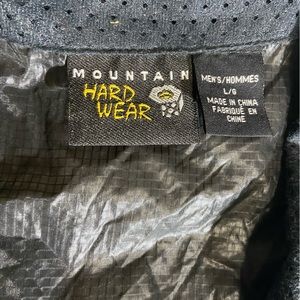 MOUNTAIN
HARD
WEAR
MEN'S/HOMMES
L/G
MADE IN CHINA
FABRIQUÉ EN
CHINE